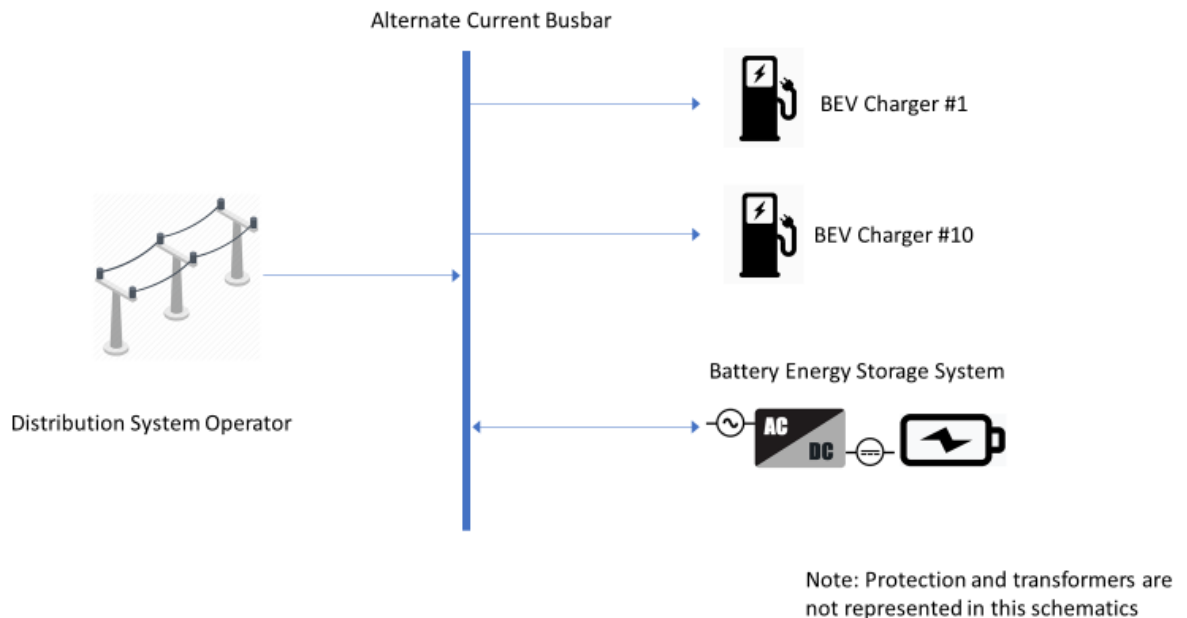 Alternate Current Busbar
BEV Charger #1
BEV Charger #10
Battery Energy Storage System
AC
DC
Distribution System Operator
Note: Protection and transformers are
not represented in this schematics